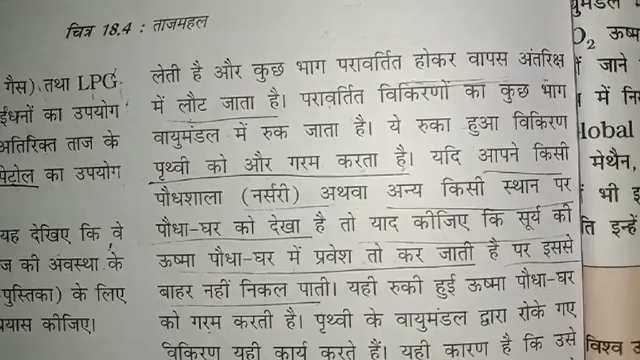 चित्र 18.4 : ताजमहल
गैस) तथा LPG
ईंधनों का उपयोग
अतिरिक्त ताज के
पेट्रोल का उपयोग
यह देखिए कि वे
ज की अवस्था के
पुस्तिका) के लिए
प्रयास कीजिए।
लेती है और कुछ भाग परावर्तित होकर वापस अंतरिक्ष
में लौट जाता है। परावर्तित विकिरणों का कुछ भाग
वायुमंडल में रुक जाता है। ये रुका हुआ विकिरण
पृथ्वी को और गरम करता है। यदि आपने किसी
पौधशाला (नर्सरी) अथवा अन्य किसी स्थान पर
पौधा-घर को देखा है तो याद कीजिए कि सूर्य की
ऊष्मा पौधा-घर में प्रवेश तो कर जाती है पर इससे
बाहर नहीं निकल पाती। यही रुकी हुई ऊष्मा पौधा-घर
को गरम करती है। पृथ्वी के वायुमंडल द्वारा रोके गए
विकिरण यही कार्य करते हैं। यही कारण है कि उसे
ऊष्म
जाने
में
lobal
मेथैन,
भी
इन्हें
विश्व